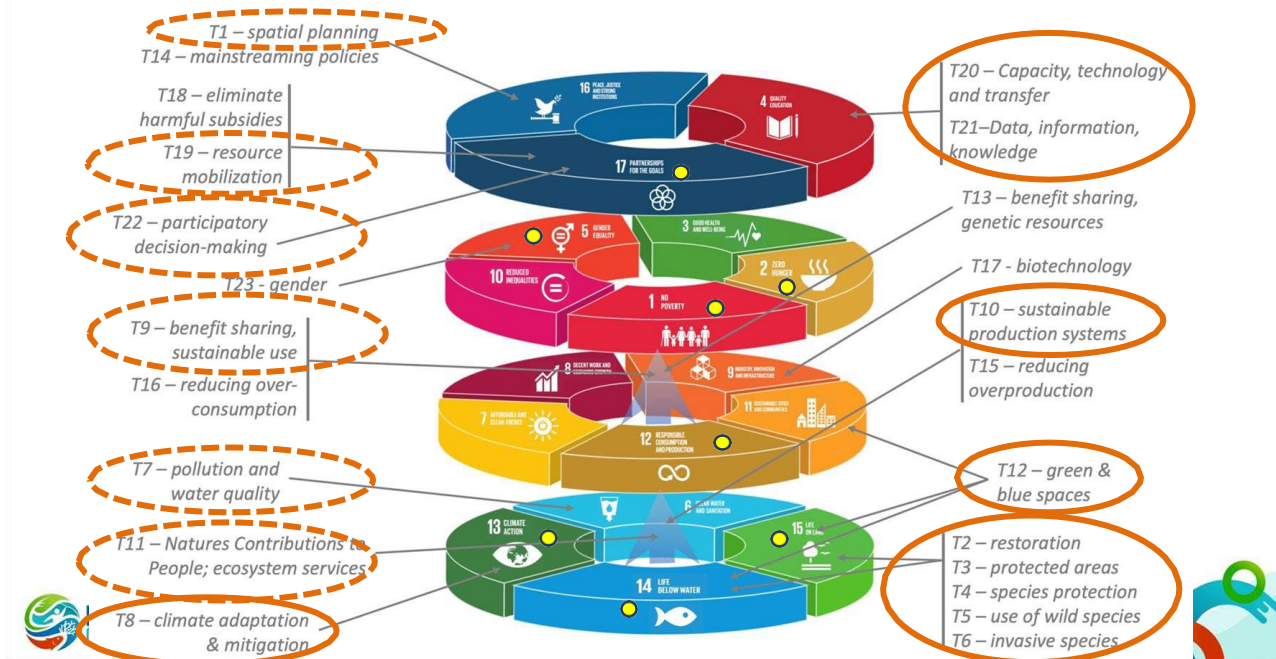 T1 – spatial planning
T14 – mainstreaming policies
T18 – eliminate
harmful subsidies
T19 – resource
mobilization
T22 – participatory
decision-making
T23 - gender
T9 – benefit sharing,
sustainable use
T16 – reducing over-
consumption
T7 – pollution and
water quality
T11 – Natures Contributions to
People; ecosystem services
T8 – climate adaptation
& mitigation
16 PEACE, JUSTICE
AND STRONG
INSTITUTIONS
4 QUALITY
EDUCATION
17 PARTNERSHIPS
FOR THE GOALS
5 GENDER
EQUALITY
3 GOOD HEALTH
AND WELL-BEING
10 REDUCED
INEQUALITIES
2 ZERO
HUNGER
1 NO
POVERTY
8 DECENT WORK AND
9 INDUSTRY, INNOVATION
AND INFRASTRUCTURE
7 AFFORDABLE AND
CLEAN ENERGY
11 SUSTAINABLE CITIES
AND COMMUNITIES
12 RESPONSIBLE
CONSUMPTION
AND PRODUCTION
6 CLEAN WATER
AND SANITATION
13 CLIMATE
ACTION
15 LIFE
ON LAND
14 LIFE
BELOW WATER
T20 – Capacity, technology
and transfer
T21–Data, information,
knowledge
T13 – benefit sharing,
genetic resources
T17 - biotechnology
T10 – sustainable
production systems
T15 – reducing
overproduction
T12 – green &
blue spaces
T2 – restoration
T3 – protected areas
T4 – species protection
T5 – use of wild species
T6 – invasive species